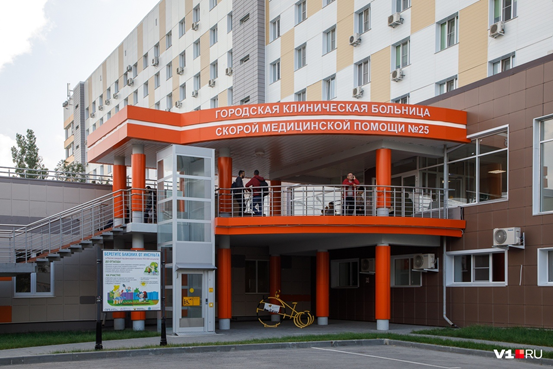 ГОРОДСКАЯ КЛИНИЧЕСКАЯ БОЛЬНИЦА
СКОРОЙ МЕДИЦИНСКОЙ ПОМОЩИ №25
V1.RU